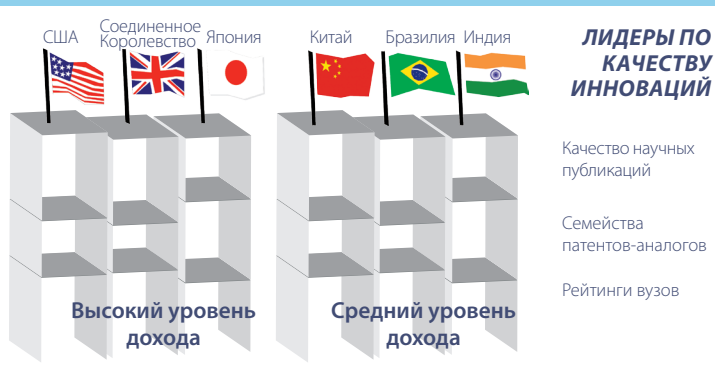 США
Соединенное
Королевство
Япония
Китай
Бразилия
Индия
ЛИДЕРЫ ПО
КАЧЕСТВУ
ИННОВАЦИЙ
Качество научных
публикаций
Семейства
патентов-аналогов
Рейтинги вузов
Высокий уровень
дохода
Средний уровень
дохода